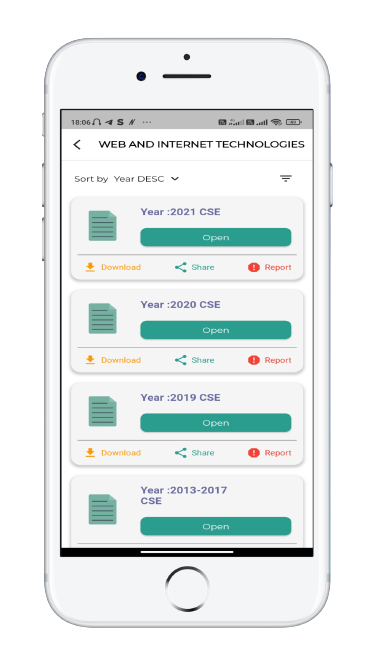 18:06
WEB AND INTERNET TECHNOLOGIES
Sort by Year DESC
Year :2021 CSE
Open
Download Share Report
Year :2020 CSE
Open
Download Share Report
Year :2019 CSE
Open
Download Share Report
Year :2013-2017
CSE
Open